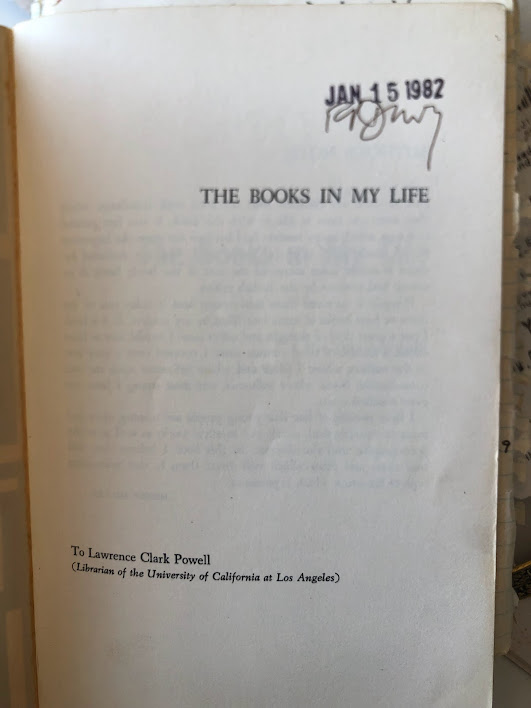 JAN 15 1982
THE BOOKS IN MY LIFE
To Lawrence Clark Powell
(Librarian of the University of California at Los Angeles)
9